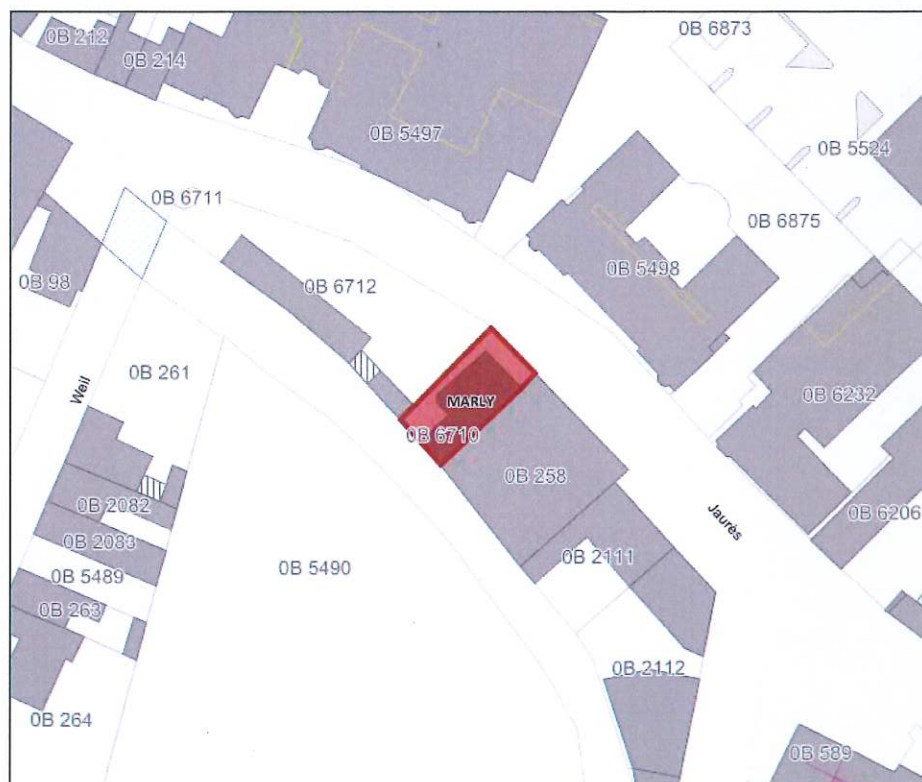 0B 6873
0B 212
0B 214
0B 5497
0B 5524
0B 6711
0B 6875
0B 98
0B 6712
0B 5498
Weil
0B 261
MARLY
0B 6710
0B 6232
0B 258
0B 2082
Jaurès
0B 6206
0B 2083
0B 5489
0B 5490
0B 2111
0B 263
0B 2112
0B 264
0B 589